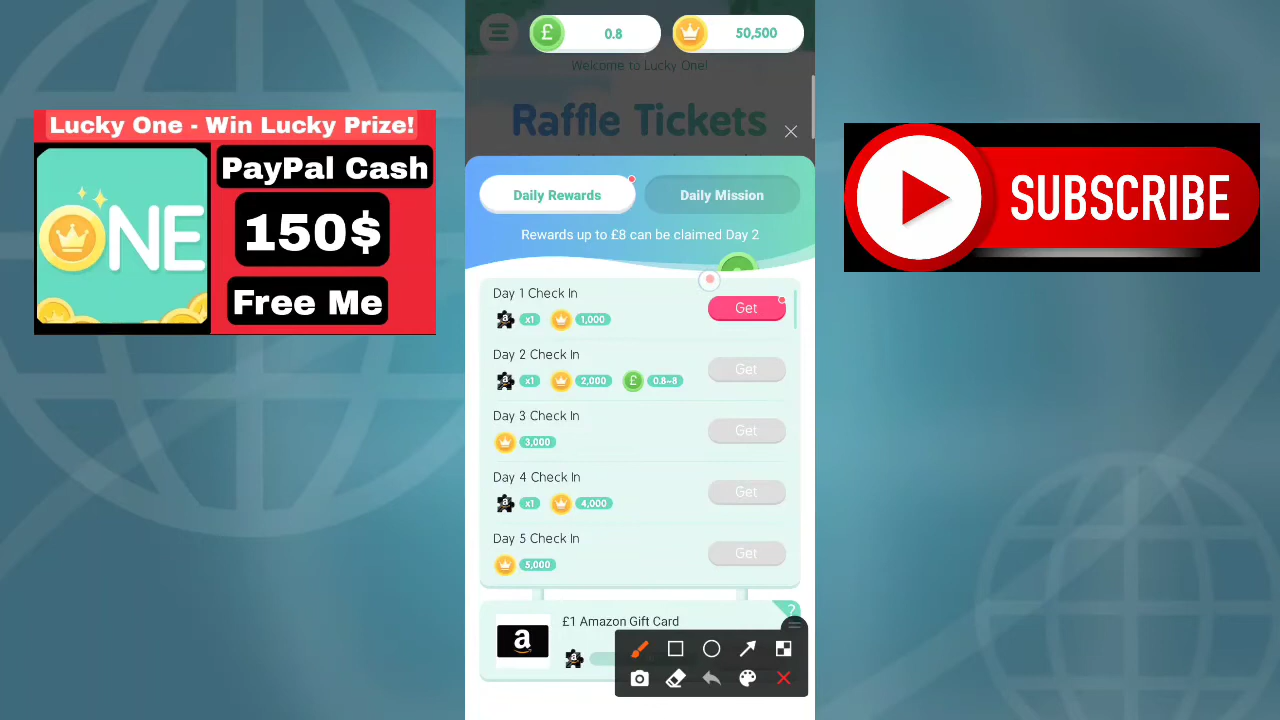 Lucky One - Win Lucky Prize!
ONE
PayPal Cash
150$
Free Me
£ 0.8
50,500
Welcome to Lucky One!
Raffle Tickets
Daily Rewards
Daily Mission
Rewards up to £8 can be claimed Day 2
Day 1 Check In
a x1 1,000
Get
Day 2 Check In
a x1 2,000 £ 0.8~8
Get
Day 3 Check In
3,000
Get
Day 4 Check In
a x1 4,000
Get
Day 5 Check In
5,000
Get
?
£1 Amazon Gift Card
a
a
SUBSCRIBE